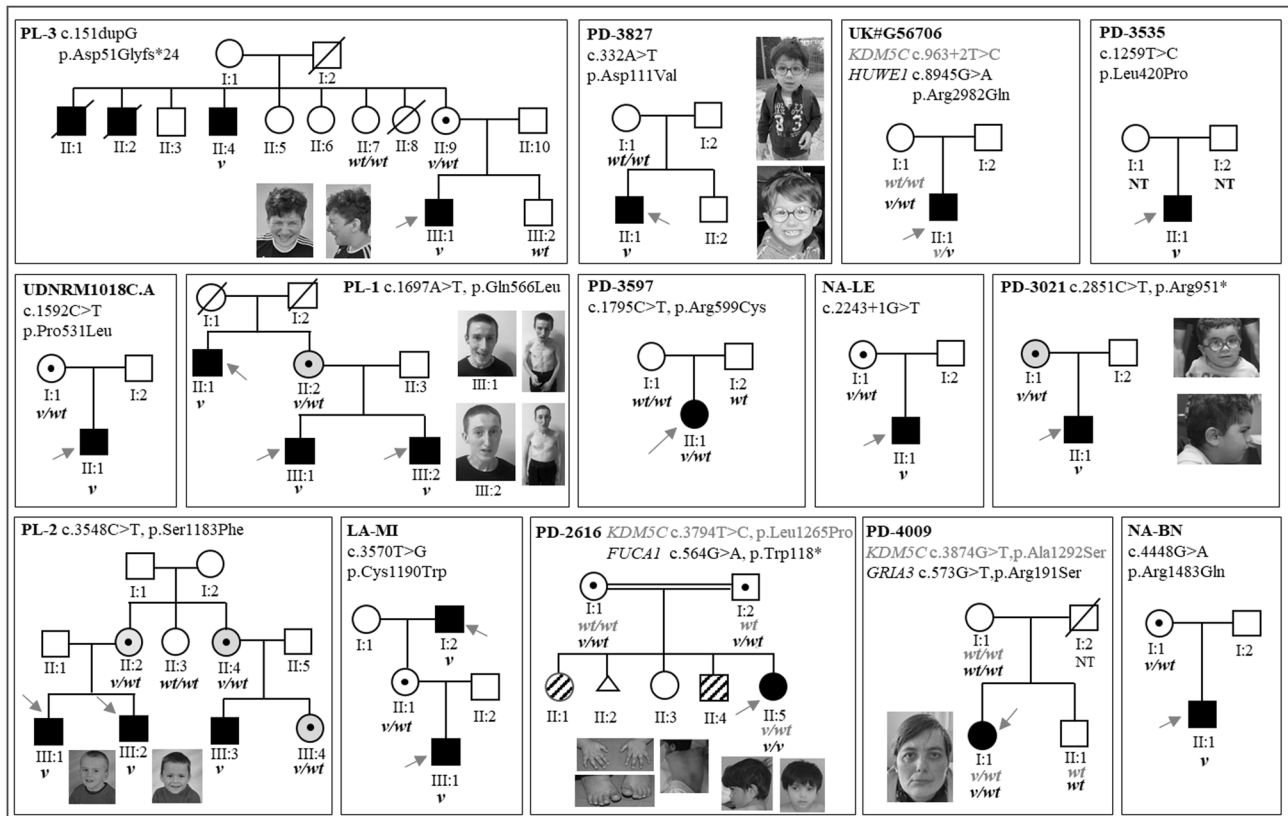 PL-3 c.151dupG
p.Asp51Glyfs*24
I:1
I:2
II:1
II:2
II:3
II:4
v
II:5
II:6
II:7
wt/wt
II:8
II:9
v/wt
II:10
III:1
v
III:2
wt
PD-3827
c.332A>T
p.Asp111Val
I:1
wt/wt
I:2
II:1
v
II:2
UK#G56706
KDM5C c.963+2T>C
HUWE1 c.8945G>A
p.Arg2982Gln
I:1
wt/wt
v/wt
I:2
II:1
v/v
PD-3535
c.1259T>C
p.Leu420Pro
I:1
NT
I:2
NT
II:1
v
UDNRM1018C.A
c.1592C>T
p.Pro531Leu
I:1
v/wt
I:2
II:1
v
PL-1 c.1697A>T, p.Gln566Leu
I:1
I:2
II:1
v
II:2
v/wt
II:3
III:1
v
III:2
v
III:1
III:2
PD-3597
c.1795C>T, p.Arg599Cys
I:1
wt/wt
I:2
wt
II:1
v/wt
NA-LE
c.2243+1G>T
I:1
v/wt
I:2
II:1
v
PD-3021 c.2851C>T, p.Arg951*
I:1
v/wt
I:2
II:1
v
PL-2 c.3548C>T, p.Ser1183Phe
I:1
I:2
II:1
II:2
v/wt
II:3
wt/wt
II:4
v/wt
II:5
III:1
v
III:2
v
III:3
v
III:4
v/wt
LA-MI
c.3570T>G
p.Cys1190Trp
I:1
I:2
v
II:1
v/wt
II:2
III:1
v
PD-2616 KDM5C c.3794T>C, p.Leu1265Pro
FUCA1 c.564G>A, p.Trp118*
I:1
wt/wt
v/wt
I:2
wt
v/wt
II:1
II:2
II:3
II:4
II:5
v/wt
v/v
PD-4009
KDM5C c.3874G>T,p.Ala1292Ser
GRIA3 c.573G>T,p.Arg191Ser
I:1
wt/wt
wt/wt
I:2
NT
I:1
v/wt
v/wt
II:1
wt
wt
NA-BN
c.4448G>A
p.Arg1483Gln
I:1
v/wt
I:2
II:1
v